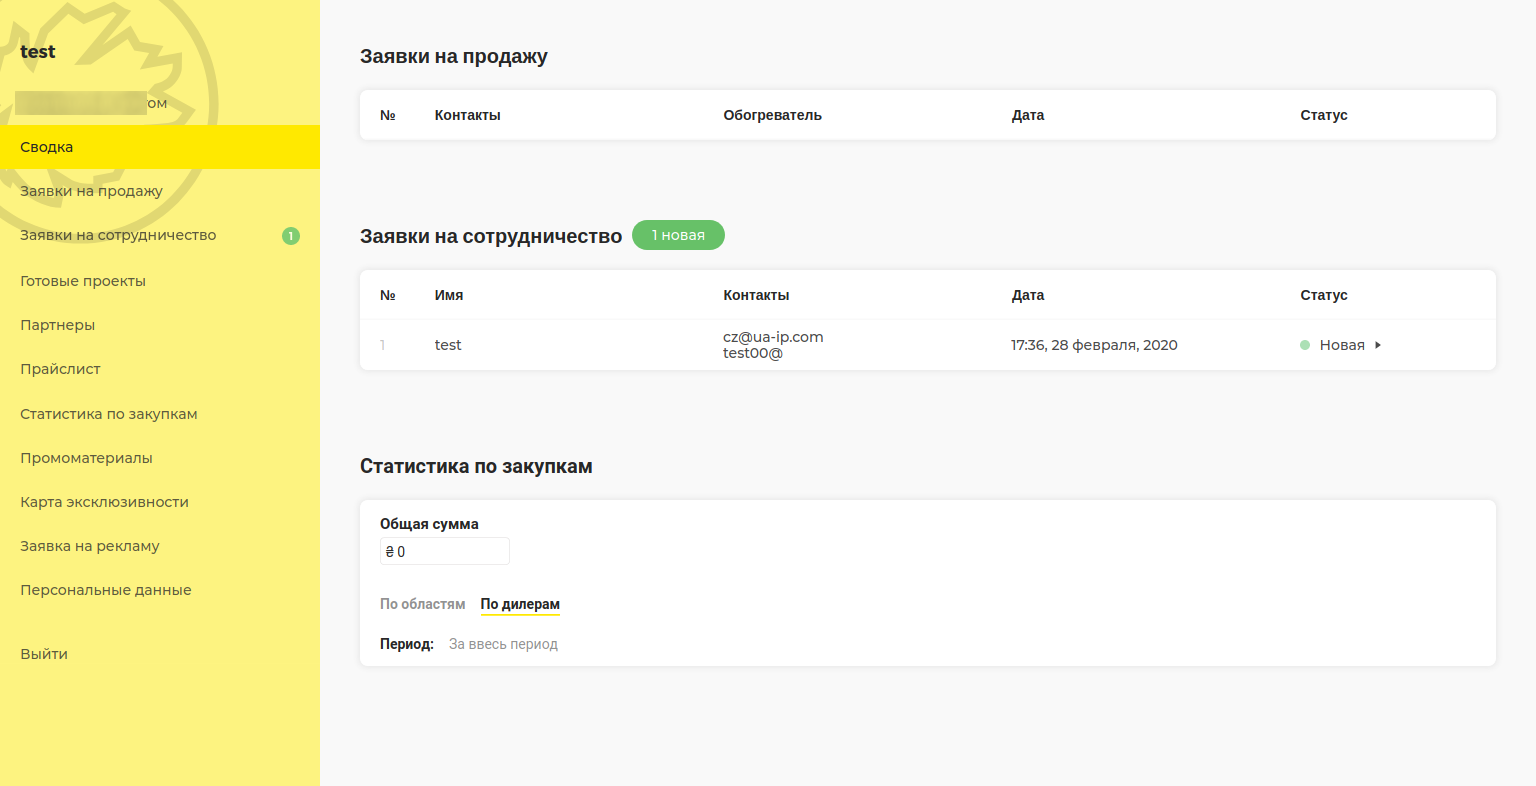 test
ом
Сводка
Заявки на продажу
Заявки на сотрудничество 1
Готовые проекты
Партнеры
Прайслист
Статистика по закупкам
Промоматериалы
Карта эксклюзивности
Заявка на рекламу
Персональные данные
Выйти
Заявки на продажу
№ Контакты Обогреватель Дата Статус
Заявки на сотрудничество 1 новая
№ Имя Контакты Дата Статус
1 test cz@ua-ip.com 17:36, 28 февраля, 2020 Новая
test00@
Статистика по закупкам
Общая сумма
₴ 0
По областям По дилерам
Период: За ввесь период